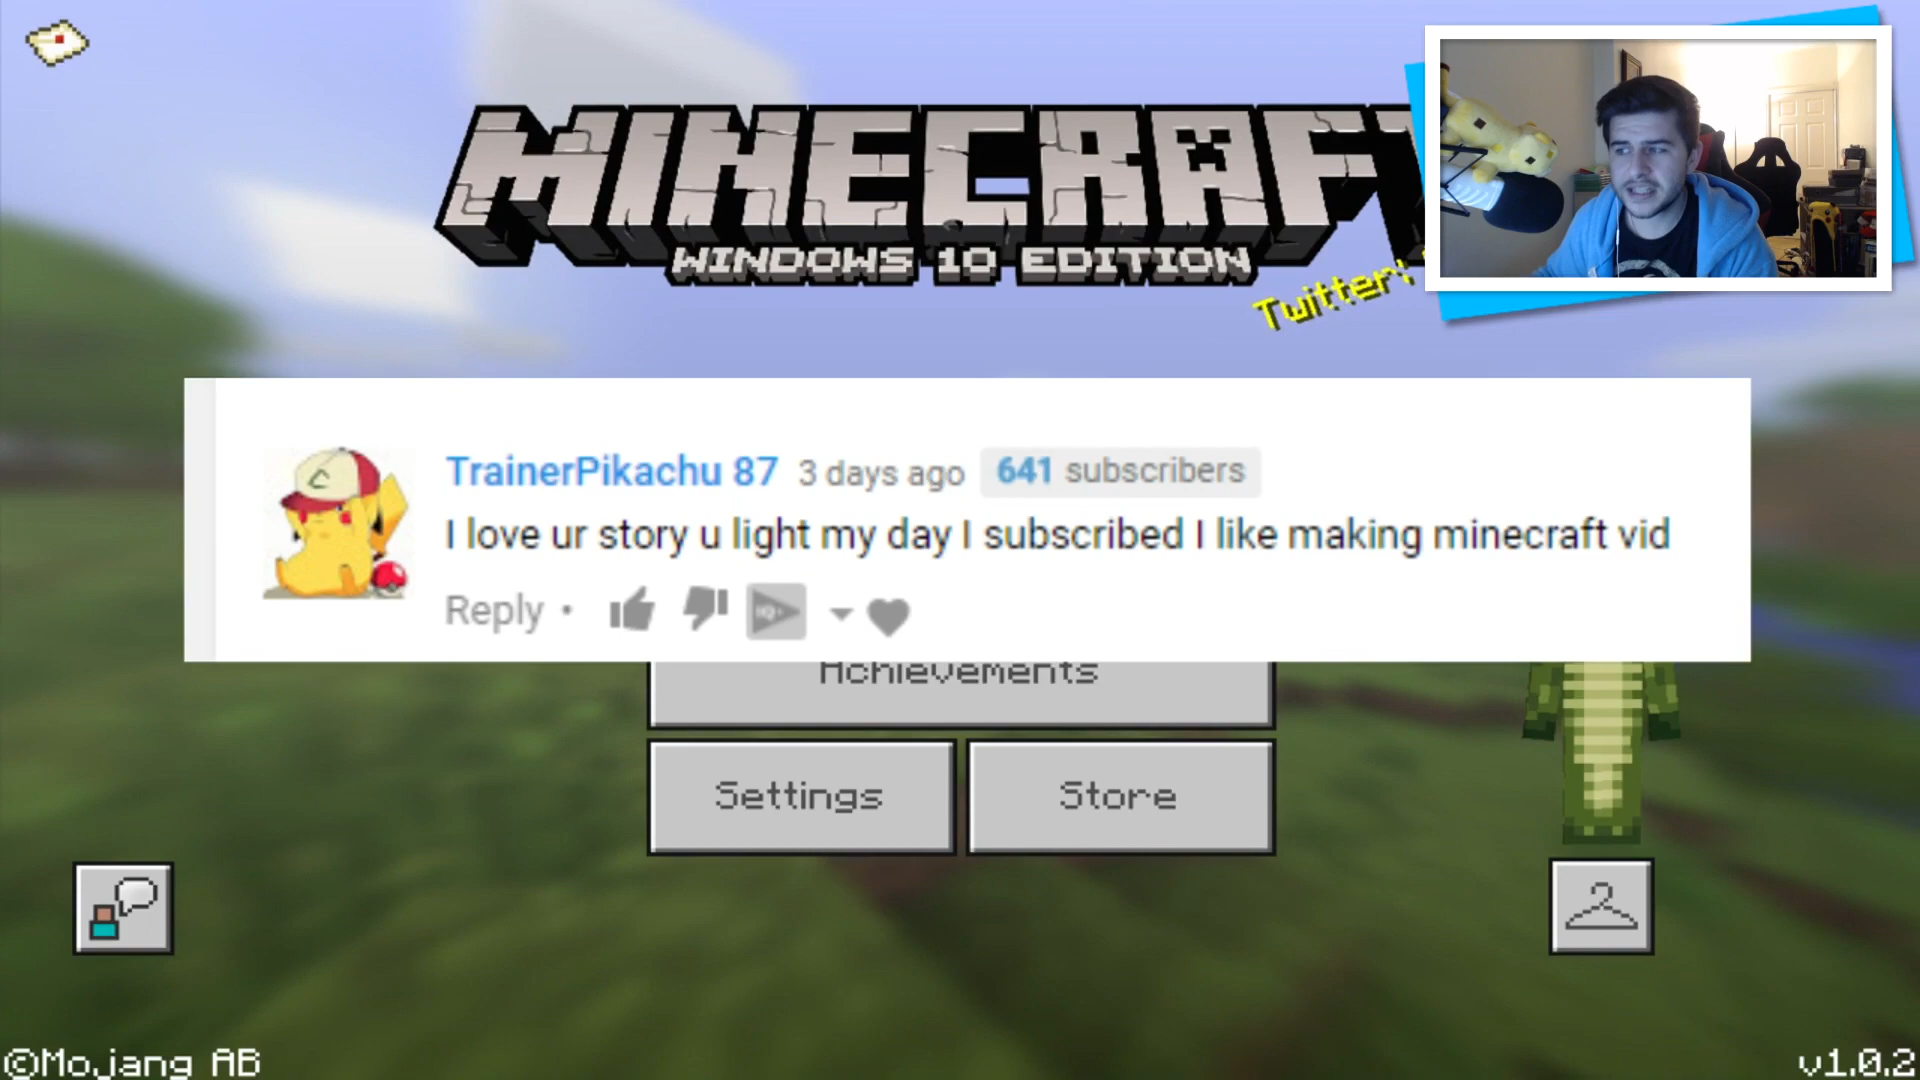 MINECRAFT
WINDOWS 10 EDITION
Twitter:
TrainerPikachu 87 3 days ago 641 subscribers
I love ur story u light my day I subscribed I like making minecraft vid
Reply •
Achievements
Settings
Store
©Mojang AB
v1.0.2